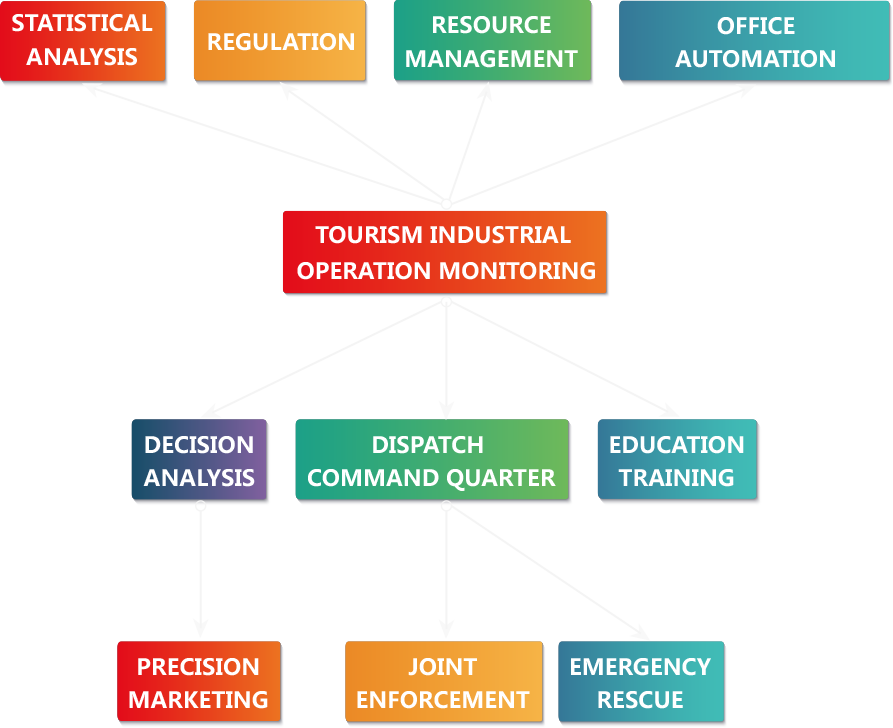 STATISTICAL
ANALYSIS
REGULATION
RESOURCE
MANAGEMENT
OFFICE
AUTOMATION
TOURISM INDUSTRIAL
OPERATION MONITORING
DECISION
ANALYSIS
DISPATCH
COMMAND QUARTER
EDUCATION
TRAINING
PRECISION
MARKETING
JOINT
ENFORCEMENT
EMERGENCY
RESCUE